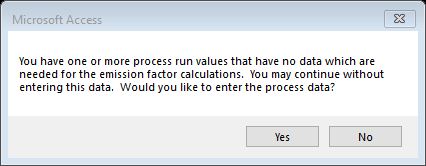 Microsoft Access
You have one or more process run values that have no data which are
needed for the emission factor calculations.  You may continue without
entering this data.  Would you like to enter the process data?
Yes No